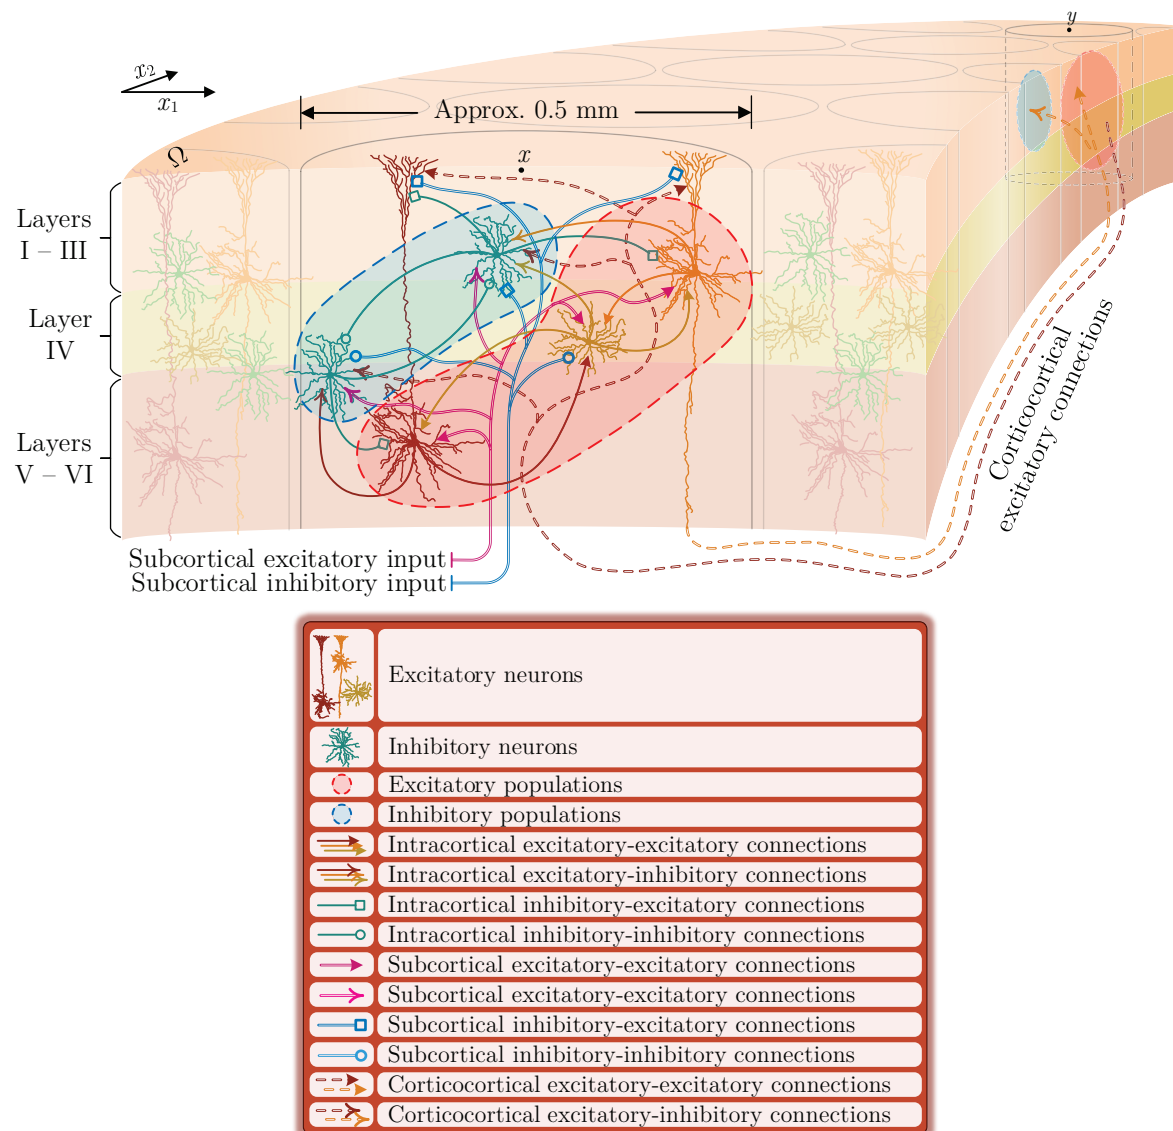 y
x₂
x₁
Approx. 0.5 mm
Ω
x
Layers
I – III
Layer
IV
Layers
V – VI
Corticocortical
excitatory connections
Subcortical excitatory input
Subcortical inhibitory input
Excitatory neurons
Inhibitory neurons
Excitatory populations
Inhibitory populations
Intracortical excitatory-excitatory connections
Intracortical excitatory-inhibitory connections
Intracortical inhibitory-excitatory connections
Intracortical inhibitory-inhibitory connections
Subcortical excitatory-excitatory connections
Subcortical excitatory-excitatory connections
Subcortical inhibitory-excitatory connections
Subcortical inhibitory-inhibitory connections
Corticocortical excitatory-excitatory connections
Corticocortical excitatory-inhibitory connections